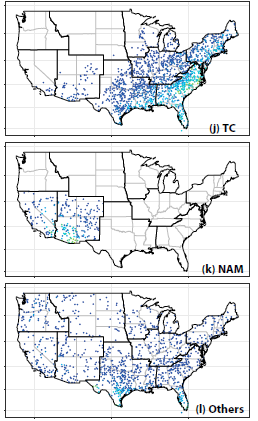 (j) TC
(k) NAM
(l) Others